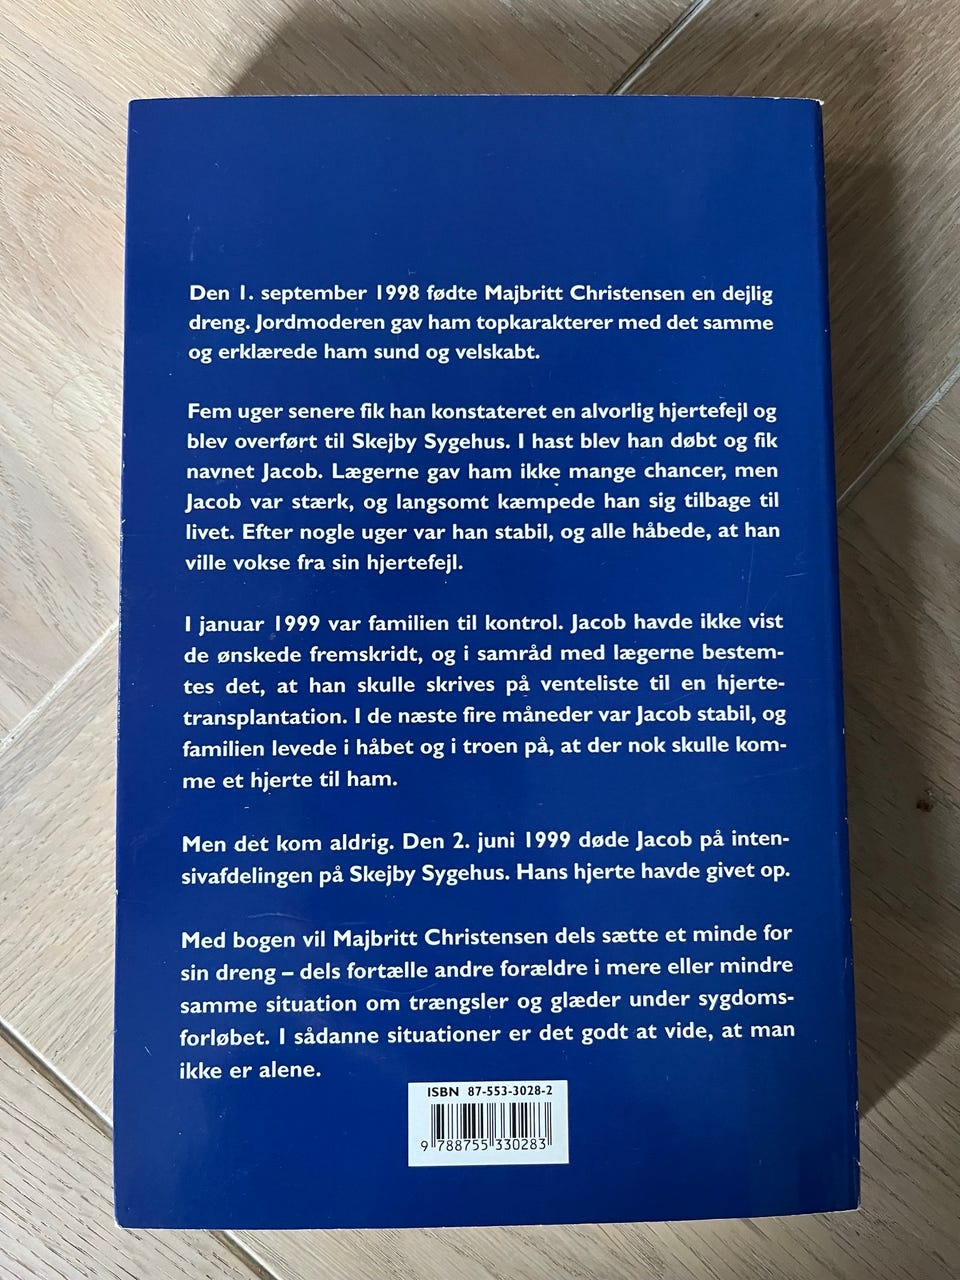 Den 1. september 1998 fødte Majbritt Christensen en dejlig
dreng. Jordmoderen gav ham topkarakterer med det samme
og erklærede ham sund og velskabt.
Fem uger senere fik han konstateret en alvorlig hjertefejl og
blev overført til Skejby Sygehus. I hast blev han døbt og fik
navnet Jacob. Lægerne gav ham ikke mange chancer, men
Jacob var stærk, og langsomt kæmpede han sig tilbage til
livet. Efter nogle uger var han stabil, og alle håbede, at han
ville vokse fra sin hjertefejl.
I januar 1999 var familien til kontrol. Jacob havde ikke vist
de ønskede fremskridt, og i samråd med lægerne bestem-
tes det, at han skulle skrives på venteliste til en hjerte-
transplantation. I de næste fire måneder var Jacob stabil, og
familien levede i håbet og i troen på, at der nok skulle kom-
me et hjerte til ham.
Men det kom aldrig. Den 2. juni 1999 døde Jacob på inten-
sivafdelingen på Skejby Sygehus. Hans hjerte havde givet op.
Med bogen vil Majbritt Christensen dels sætte et minde for
sin dreng – dels fortælle andre forældre i mere eller mindre
samme situation om trængsler og glæder under sygdoms-
forløbet. I sådanne situationer er det godt at vide, at man
ikke er alene.
ISBN 87-553-3028-2
9 788755 330283